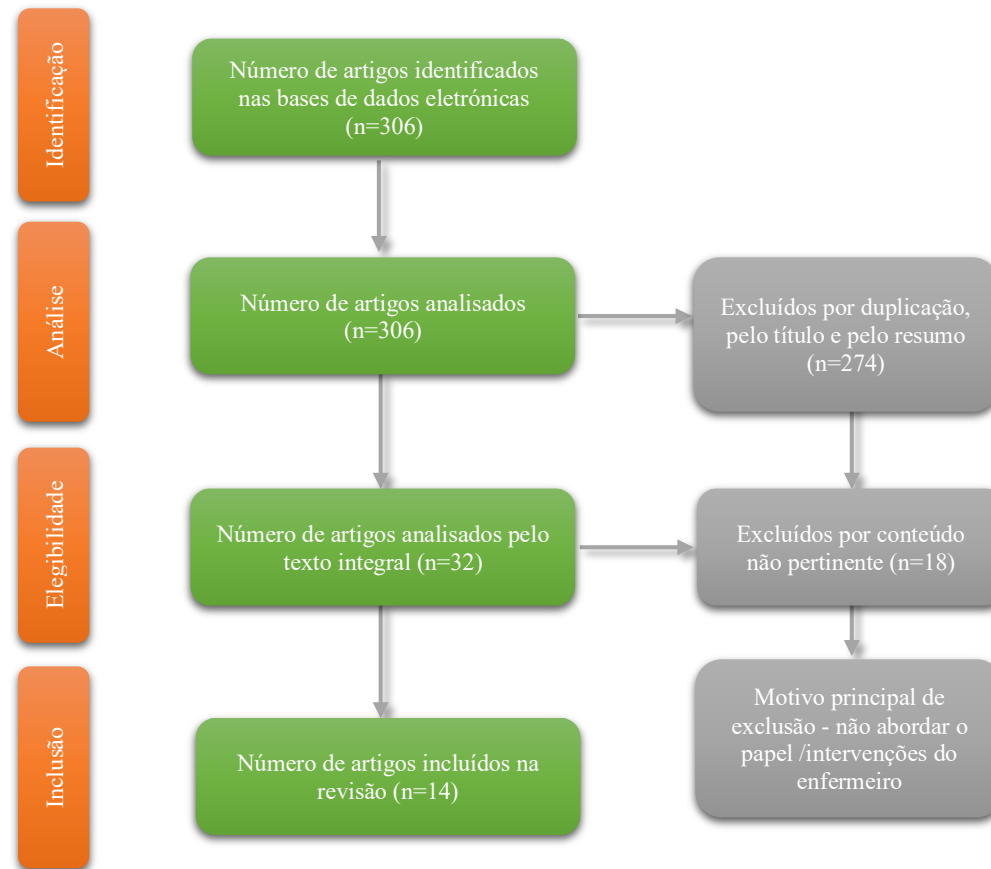 Identificação
Número de artigos identificados
nas bases de dados eletrónicas
(n=306)
Análise
Número de artigos analisados
(n=306)
Excluídos por duplicação,
pelo título e pelo resumo
(n=274)
Elegibilidade
Número de artigos analisados pelo
texto integral (n=32)
Excluídos por conteúdo
não pertinente (n=18)
Inclusão
Número de artigos incluídos na
revisão (n=14)
Motivo principal de
exclusão - não abordar o
papel /intervenções do
enfermeiro